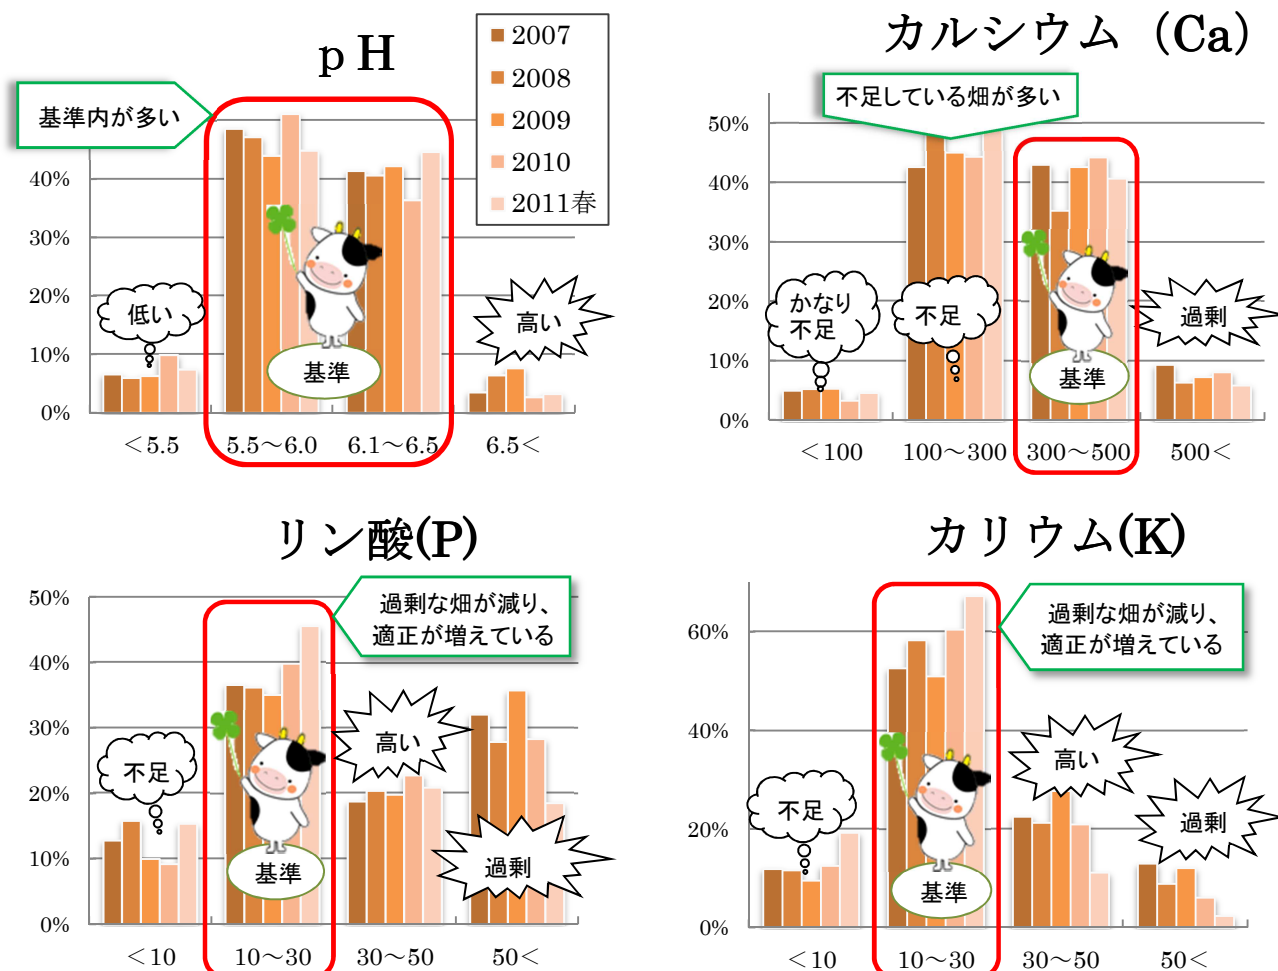 pH
2007
2008
2009
2010
2011春
基準内が多い
40%
30%
20%
10%
0%
低い
基準
高い
＜5.5
5.5～6.0
6.1～6.5
6.5＜
カルシウム（Ca）
不足している畑が多い
50%
40%
30%
20%
10%
0%
かなり
不足
不足
基準
過剰
＜100
100～300
300～500
500＜
リン酸(P)
過剰な畑が減り、
適正が増えている
50%
40%
30%
20%
10%
0%
不足
基準
高い
過剰
＜10
10～30
30～50
50＜
カリウム(K)
過剰な畑が減り、
適正が増えている
60%
40%
20%
0%
不足
基準
高い
過剰
＜10
10～30
30～50
50＜